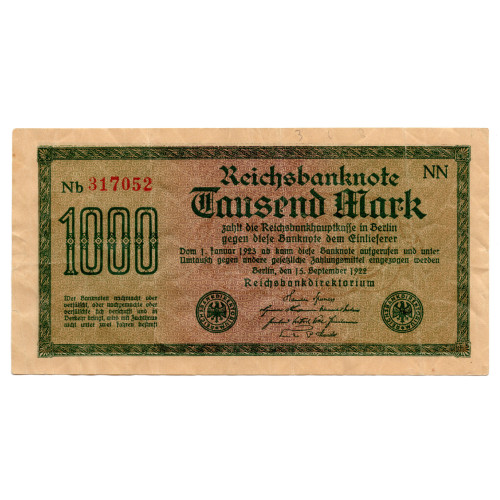 3 6 3
Reichsbanknote
NN
Nb 317052
Tausend Mark
1000
zahlt die Reichsbankhauptkasse in Berlin
gegen diese Banknote dem Einlieferer
Vom 1. Januar 1923 ab kann diese Banknote aufgerufen und unter
Umtausch gegen andere gesetzliche Zahlungsmittel eingezogen werden
Berlin, den 15. September 1922
Reichsbankdirektorium
Wer Banknoten nachmacht oder
verfälscht, oder nachgemachte oder
verfälschte sich verschafft und in
Verkehr bringt, wird mit Zuchthaus
nicht unter zwei Jahren bestraft